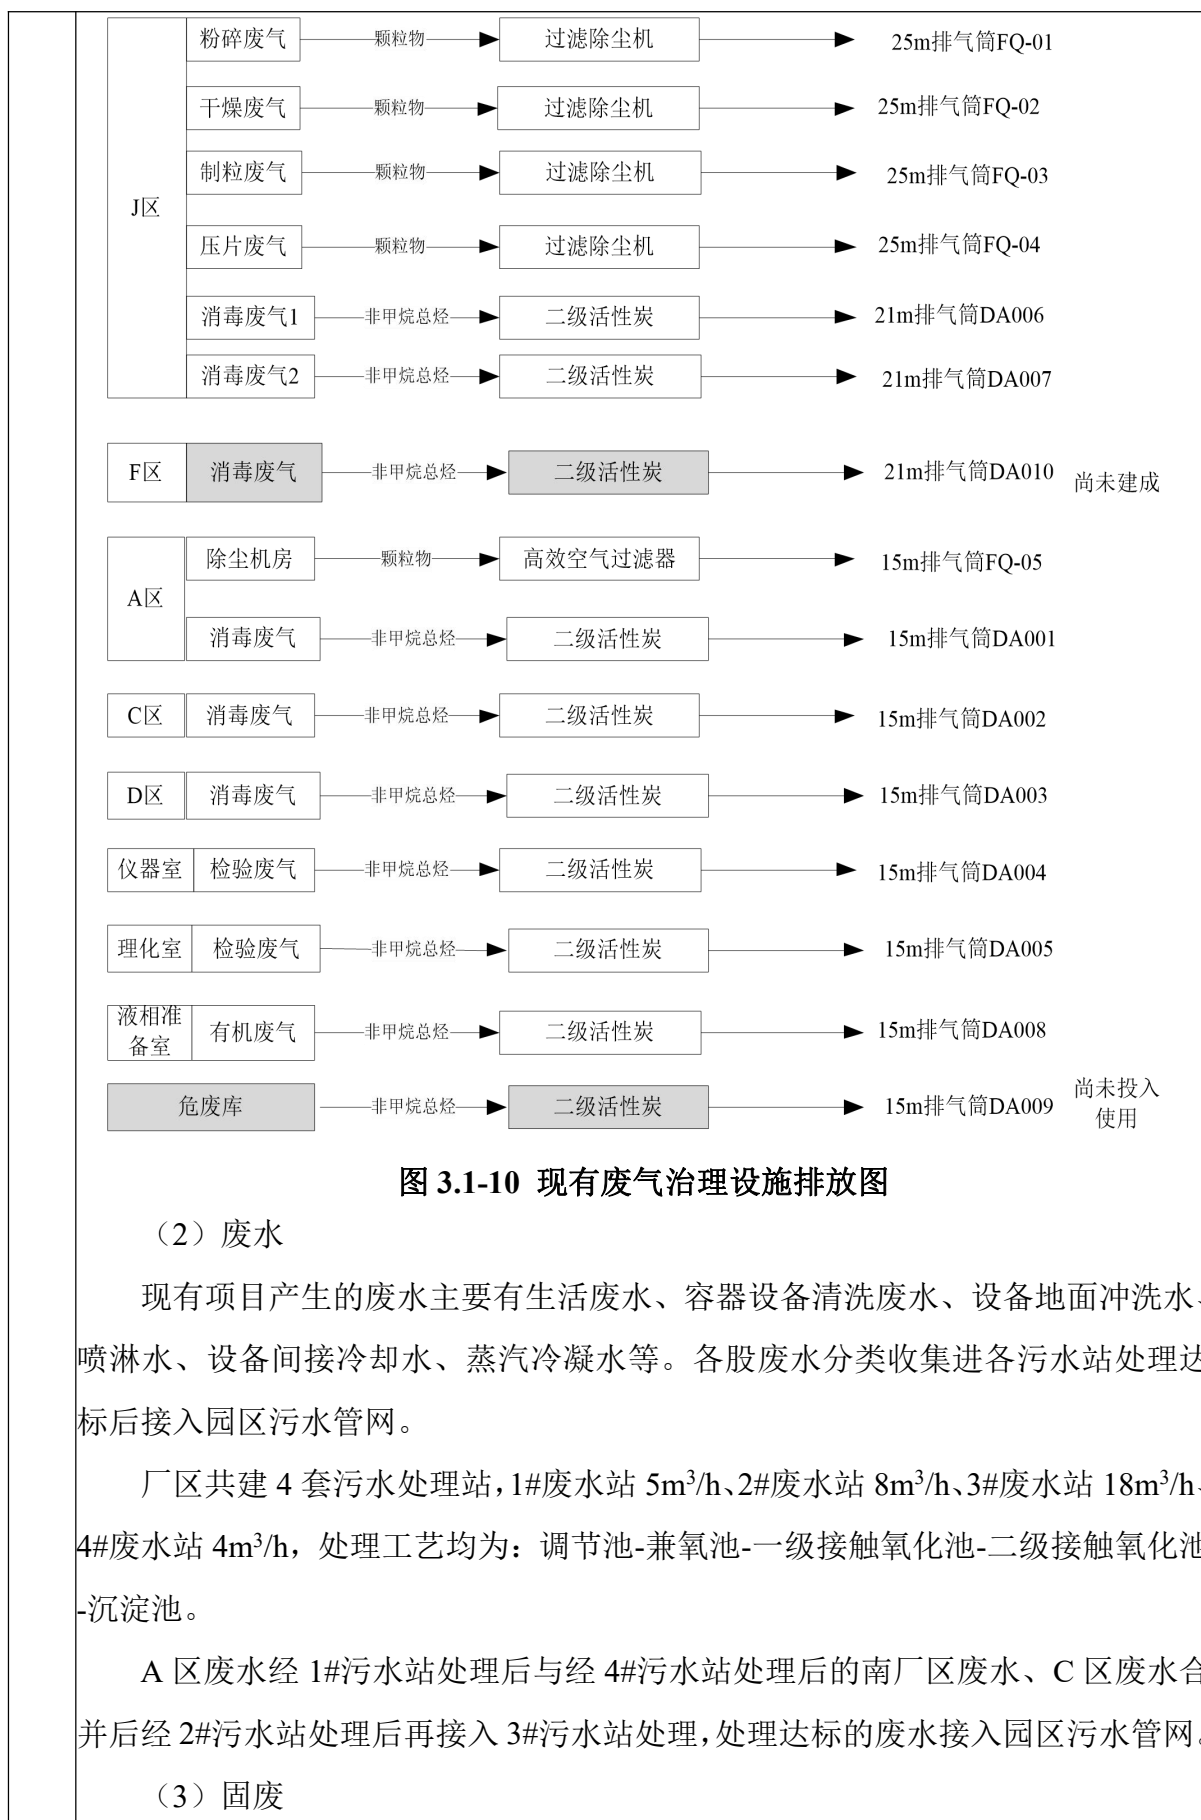 粉碎废气 颗粒物 过滤除尘机 25m排气筒FQ-01
干燥废气 颗粒物 过滤除尘机 25m排气筒FQ-02
制粒废气 颗粒物 过滤除尘机 25m排气筒FQ-03
J区
压片废气 颗粒物 过滤除尘机 25m排气筒FQ-04
消毒废气1 非甲烷总烃 二级活性炭 21m排气筒DA006
消毒废气2 非甲烷总烃 二级活性炭 21m排气筒DA007
F区 消毒废气 非甲烷总烃 二级活性炭 21m排气筒DA010 尚未建成
除尘机房 颗粒物 高效空气过滤器 15m排气筒FQ-05
A区
消毒废气 非甲烷总烃 二级活性炭 15m排气筒DA001
C区 消毒废气 非甲烷总烃 二级活性炭 15m排气筒DA002
D区 消毒废气 非甲烷总烃 二级活性炭 15m排气筒DA003
仪器室 检验废气 非甲烷总烃 二级活性炭 15m排气筒DA004
理化室 检验废气 非甲烷总烃 二级活性炭 15m排气筒DA005
液相准
备室 有机废气 非甲烷总烃 二级活性炭 15m排气筒DA008
危废库 非甲烷总烃 二级活性炭 15m排气筒DA009 尚未投入
使用
图 3.1-10 现有废气治理设施排放图
（2）废水
现有项目产生的废水主要有生活废水、容器设备清洗废水、设备地面冲洗水、
喷淋水、设备间接冷却水、蒸汽冷凝水等。各股废水分类收集进各污水站处理达
标后接入园区污水管网。
厂区共建 4 套污水处理站，1#废水站 5m³/h、2#废水站 8m³/h、3#废水站 18m³/h、
4#废水站 4m³/h，处理工艺均为：调节池-兼氧池-一级接触氧化池-二级接触氧化池
-沉淀池。
A 区废水经 1#污水站处理后与经 4#污水站处理后的南厂区废水、C 区废水合
并后经 2#污水站处理后再接入 3#污水站处理，处理达标的废水接入园区污水管网。
（3）固废